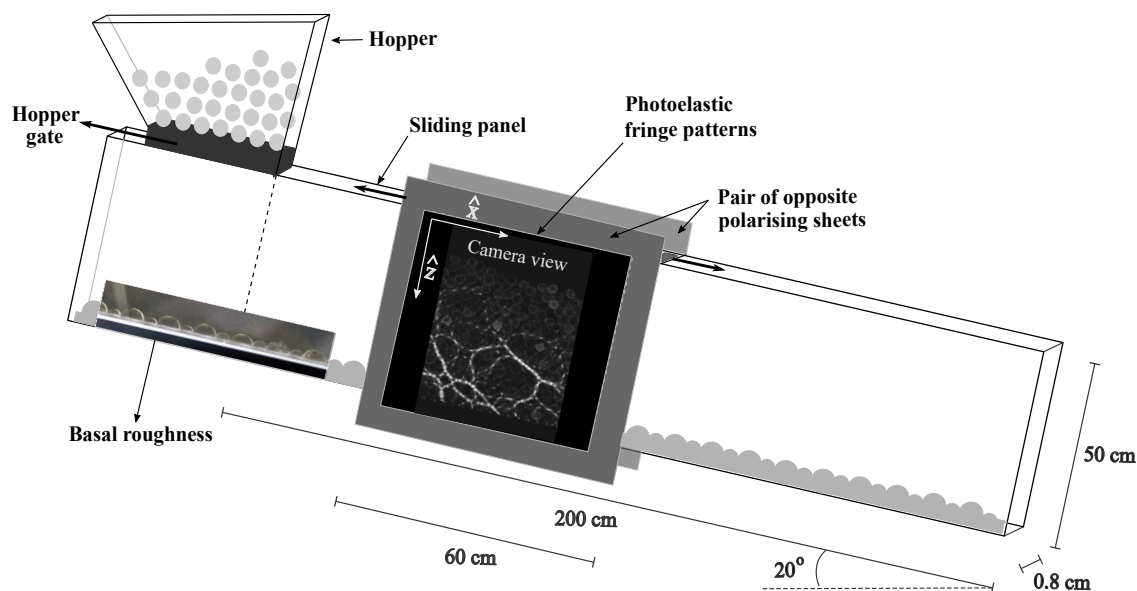 Hopper
Hopper
gate
Sliding panel
Photoelastic
fringe patterns
Pair of opposite
polarising sheets
x̂
Camera view
ẑ
Basal roughness
50 cm
200 cm
60 cm
20°
0.8 cm